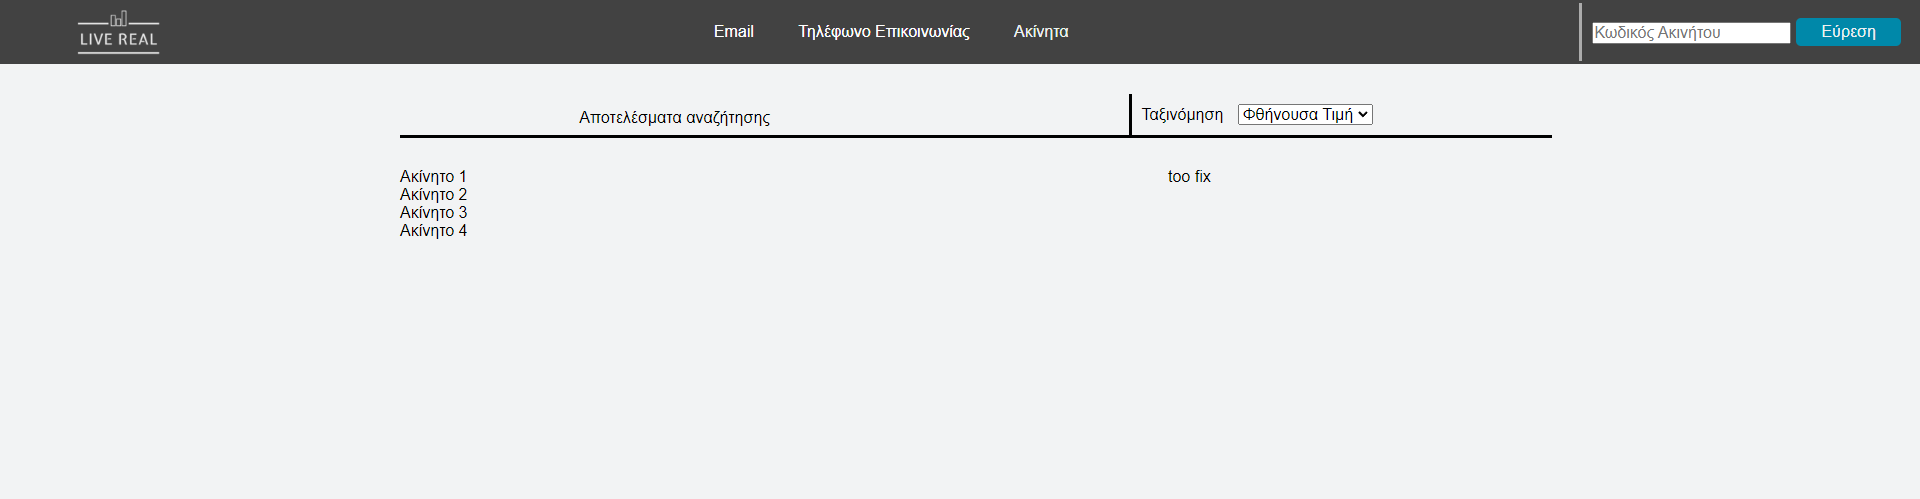 LIVE REAL
Email Τηλέφωνο Επικοινωνίας Ακίνητα
Κωδικός Ακινήτου Εύρεση
Αποτελέσματα αναζήτησης
Ταξινόμηση Φθήνουσα Τιμή
Ακίνητο 1
Ακίνητο 2
Ακίνητο 3
Ακίνητο 4
too fix